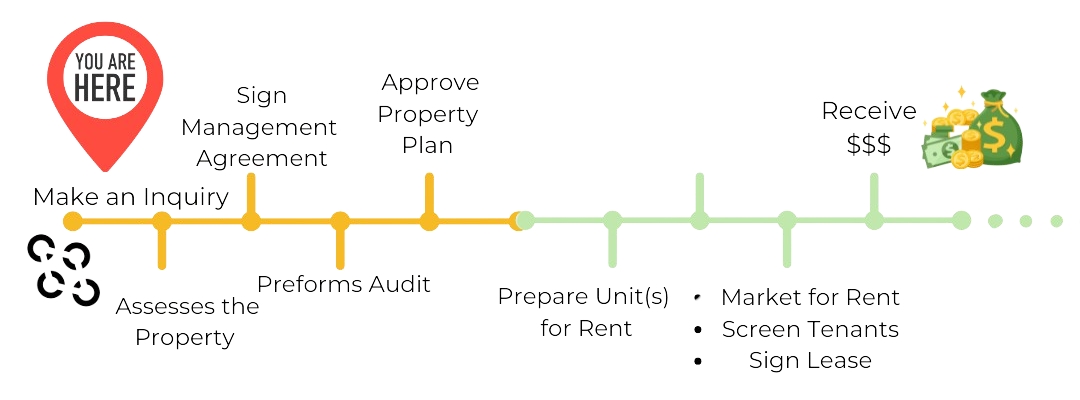 YOU ARE
HERE
Make an Inquiry
Assesses the
Property
Sign
Management
Agreement
Preforms Audit
Approve
Property
Plan
Prepare Unit(s)
for Rent
• Market for Rent
• Screen Tenants
• Sign Lease
Receive
$$$
$
$